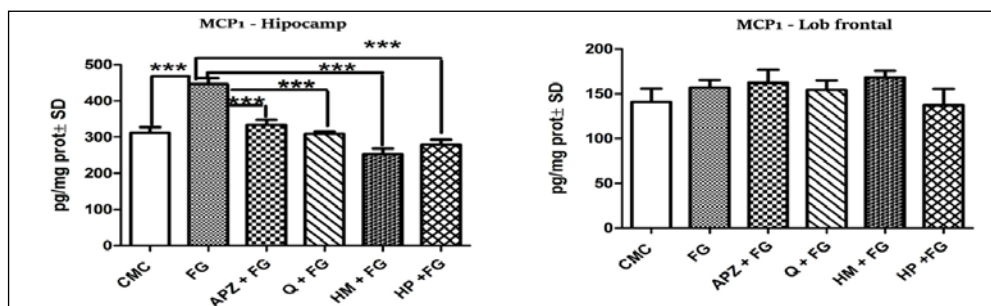 MCP1 - Hipocamp
***
***
***
***
***
500
400
300
200
100
0
pg/mg prot± SD
CMC
FG
APZ + FG
Q + FG
HM + FG
HP +FG
MCP1 - Lob frontal
200
150
100
50
0
pg/mg prot± SD
CMC
FG
APZ + FG
Q + FG
HM + FG
HP +FG